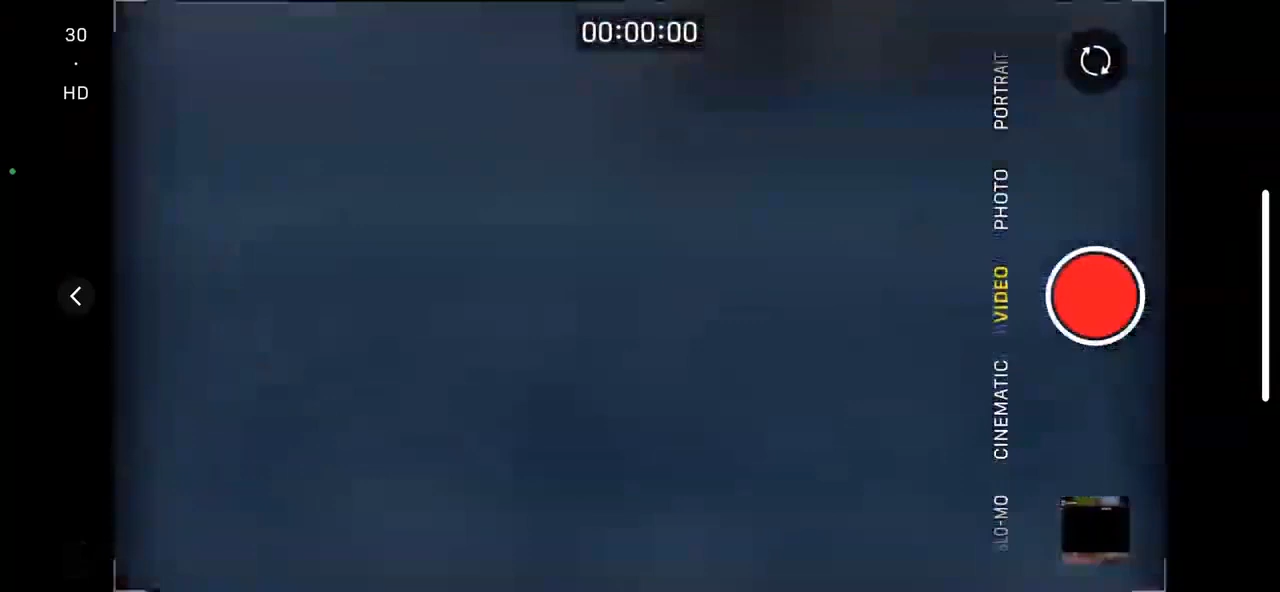 30
·
HD
00:00:00
PORTRAIT
PHOTO
VIDEO
CINEMATIC
SLO-MO